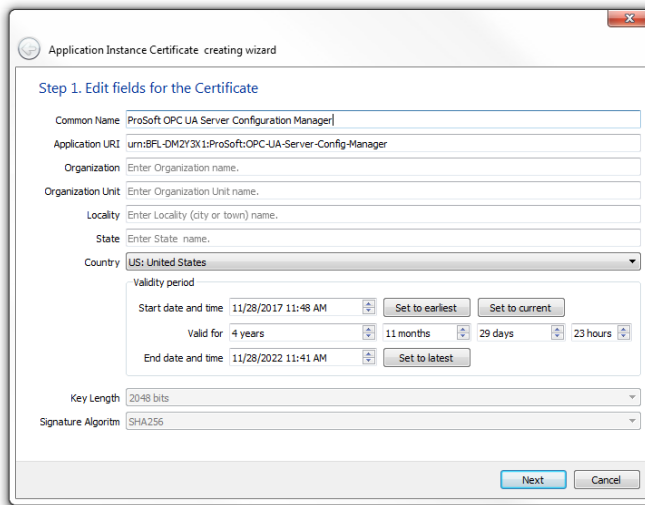 Application Instance Certificate creating wizard
Step 1. Edit fields for the Certificate
Common Name ProSoft OPC UA Server Configuration Manager
Application URI urn:BFL-DM2Y3X1:ProSoft:OPC-UA-Server-Config-Manager
Organization Enter Organization name.
Organization Unit Enter Organization Unit name.
Locality Enter Locality (city or town) name.
State Enter State name.
Country US: United States
Validity period
Start date and time 11/28/2017 11:48 AM Set to earliest Set to current
Valid for 4 years 11 months 29 days 23 hours
End date and time 11/28/2022 11:41 AM Set to latest
Key Length 2048 bits
Signature Algoritm SHA256
Next Cancel